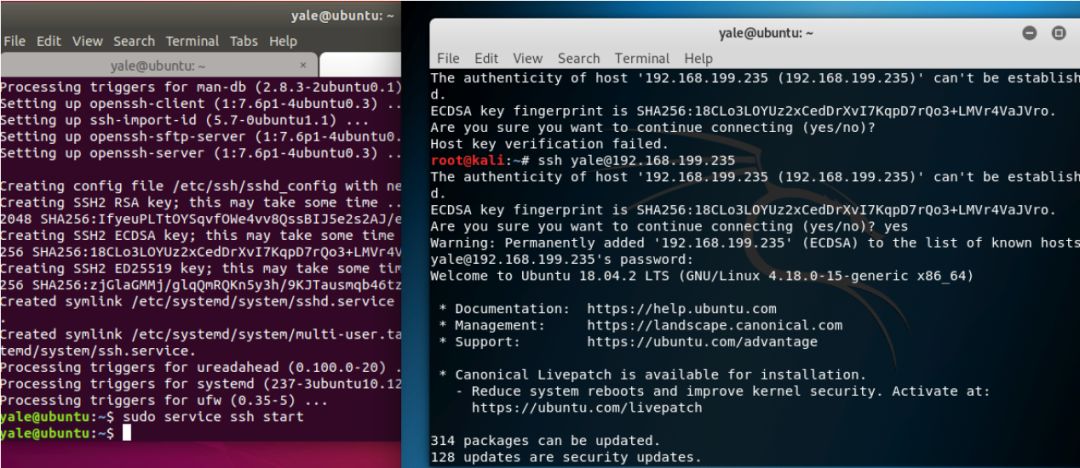 yale@ubuntu: ~
File Edit View Search Terminal Tabs Help
yale@ubuntu: ~ ×
Processing triggers for man-db (2.8.3-2ubuntu0.1)
Setting up openssh-client (1:7.6p1-4ubuntu0.3) ..
Setting up ssh-import-id (5.7-0ubuntu1.1) ...
Setting up openssh-sftp-server (1:7.6p1-4ubuntu0.
Setting up openssh-server (1:7.6p1-4ubuntu0.3) ..
Creating config file /etc/ssh/sshd_config with ne
Creating SSH2 RSA key; this may take some time ..
2048 SHA256:IfyeuPLTtOYSqvfOWe4vv8QssBIJ5e2s2AJ/e
Creating SSH2 ECDSA key; this may take some time
256 SHA256:18CLo3LOYUz2xCedDrXvI7KqpD7rQo3+LMVr4V
Creating SSH2 ED25519 key; this may take some tim
256 SHA256:zjGlaGMMj/glqQmRQKn5y3h/9KJTausmqb46tz
Created symlink /etc/systemd/system/sshd.service
.
Created symlink /etc/systemd/system/multi-user.ta
temd/system/ssh.service.
Processing triggers for ureadahead (0.100.0-20) .
Processing triggers for systemd (237-3ubuntu10.12
Processing triggers for ufw (0.35-5) ...
yale@ubuntu:~$ sudo service ssh start
yale@ubuntu:~$
yale@ubuntu: ~
File Edit View Search Terminal Help
The authenticity of host '192.168.199.235 (192.168.199.235)' can't be establish
d.
ECDSA key fingerprint is SHA256:18CLo3LOYUz2xCedDrXvI7KqpD7rQo3+LMVr4VaJVro.
Are you sure you want to continue connecting (yes/no)?
Host key verification failed.
root@kali:~# ssh yale@192.168.199.235
The authenticity of host '192.168.199.235 (192.168.199.235)' can't be establish
d.
ECDSA key fingerprint is SHA256:18CLo3LOYUz2xCedDrXvI7KqpD7rQo3+LMVr4VaJVro.
Are you sure you want to continue connecting (yes/no)? yes
Warning: Permanently added '192.168.199.235' (ECDSA) to the list of known hosts
yale@192.168.199.235's password:
Welcome to Ubuntu 18.04.2 LTS (GNU/Linux 4.18.0-15-generic x86_64)
* Documentation: https://help.ubuntu.com
* Management: https://landscape.canonical.com
* Support: https://ubuntu.com/advantage
* Canonical Livepatch is available for installation.
- Reduce system reboots and improve kernel security. Activate at:
https://ubuntu.com/livepatch
314 packages can be updated.
128 updates are security updates.